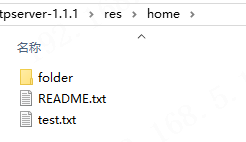 tpserver-1.1.1 › res › home ›
名称
folder
README.txt
test.txt